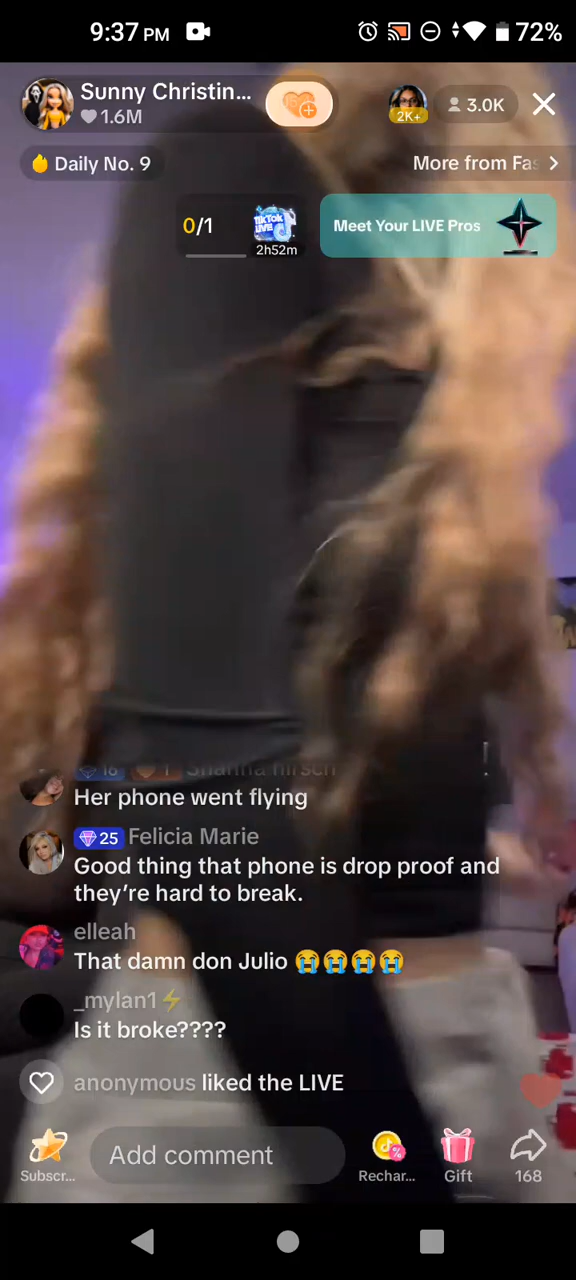 9:37 PM
72%
Sunny Christin...
1.6M
2K+
3.0K
Daily No. 9
More from Fas
0/1
TikTok LIVE
2h52m
Meet Your LIVE Pros
Her phone went flying
25 Felicia Marie
Good thing that phone is drop proof and
they’re hard to break.
elleah
That damn don Julio 😭😭😭😭
_mylan1⚡
Is it broke????
anonymous liked the LIVE
Subscr...
Add comment
Rechar...
Gift
168